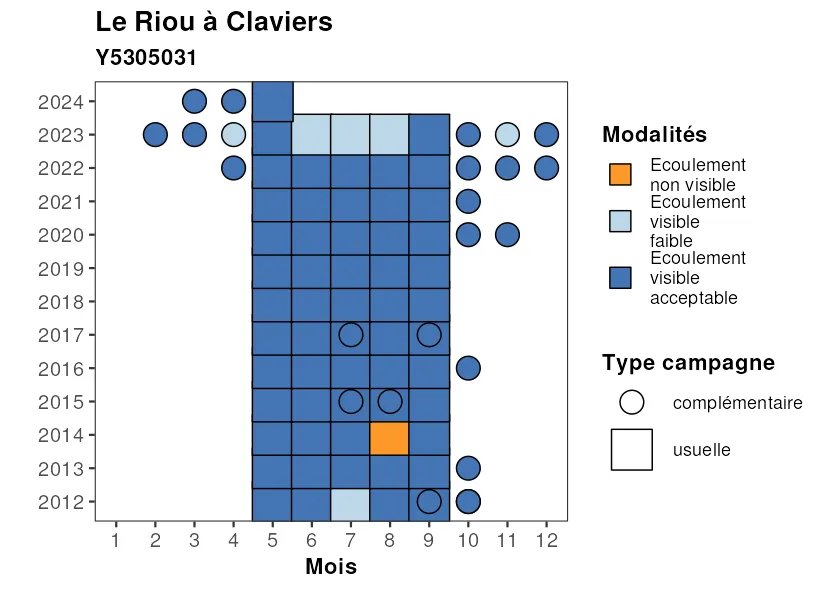 Le Riou à Claviers
Y5305031
2024
2023
2022
2021
2020
2019
2018
2017
2016
2015
2014
2013
2012
1 2 3 4 5 6 7 8 9 10 11 12
Mois
Modalités
Ecoulement
non visible
Ecoulement
visible
faible
Ecoulement
visible
acceptable
Type campagne
complémentaire
usuelle